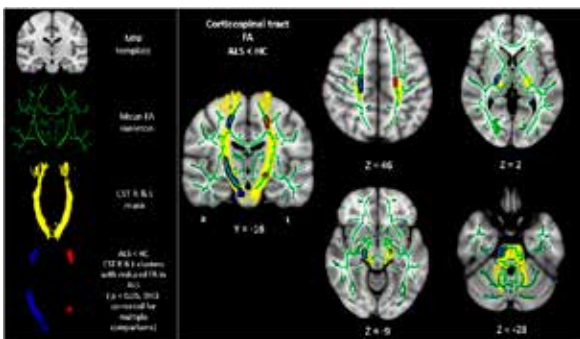 MNI
template
Mean FA
skeleton
CST R & L
mask
ALS < HC
CST R & L clusters
with reduced FA in
ALS
(p < 0.05, TFCE
corrected for
multiple
comparisons)
Corticospinal tract
FA
ALS < HC
R
L
Y = -16
Z = 46
Z = 2
Z = -9
Z = -28